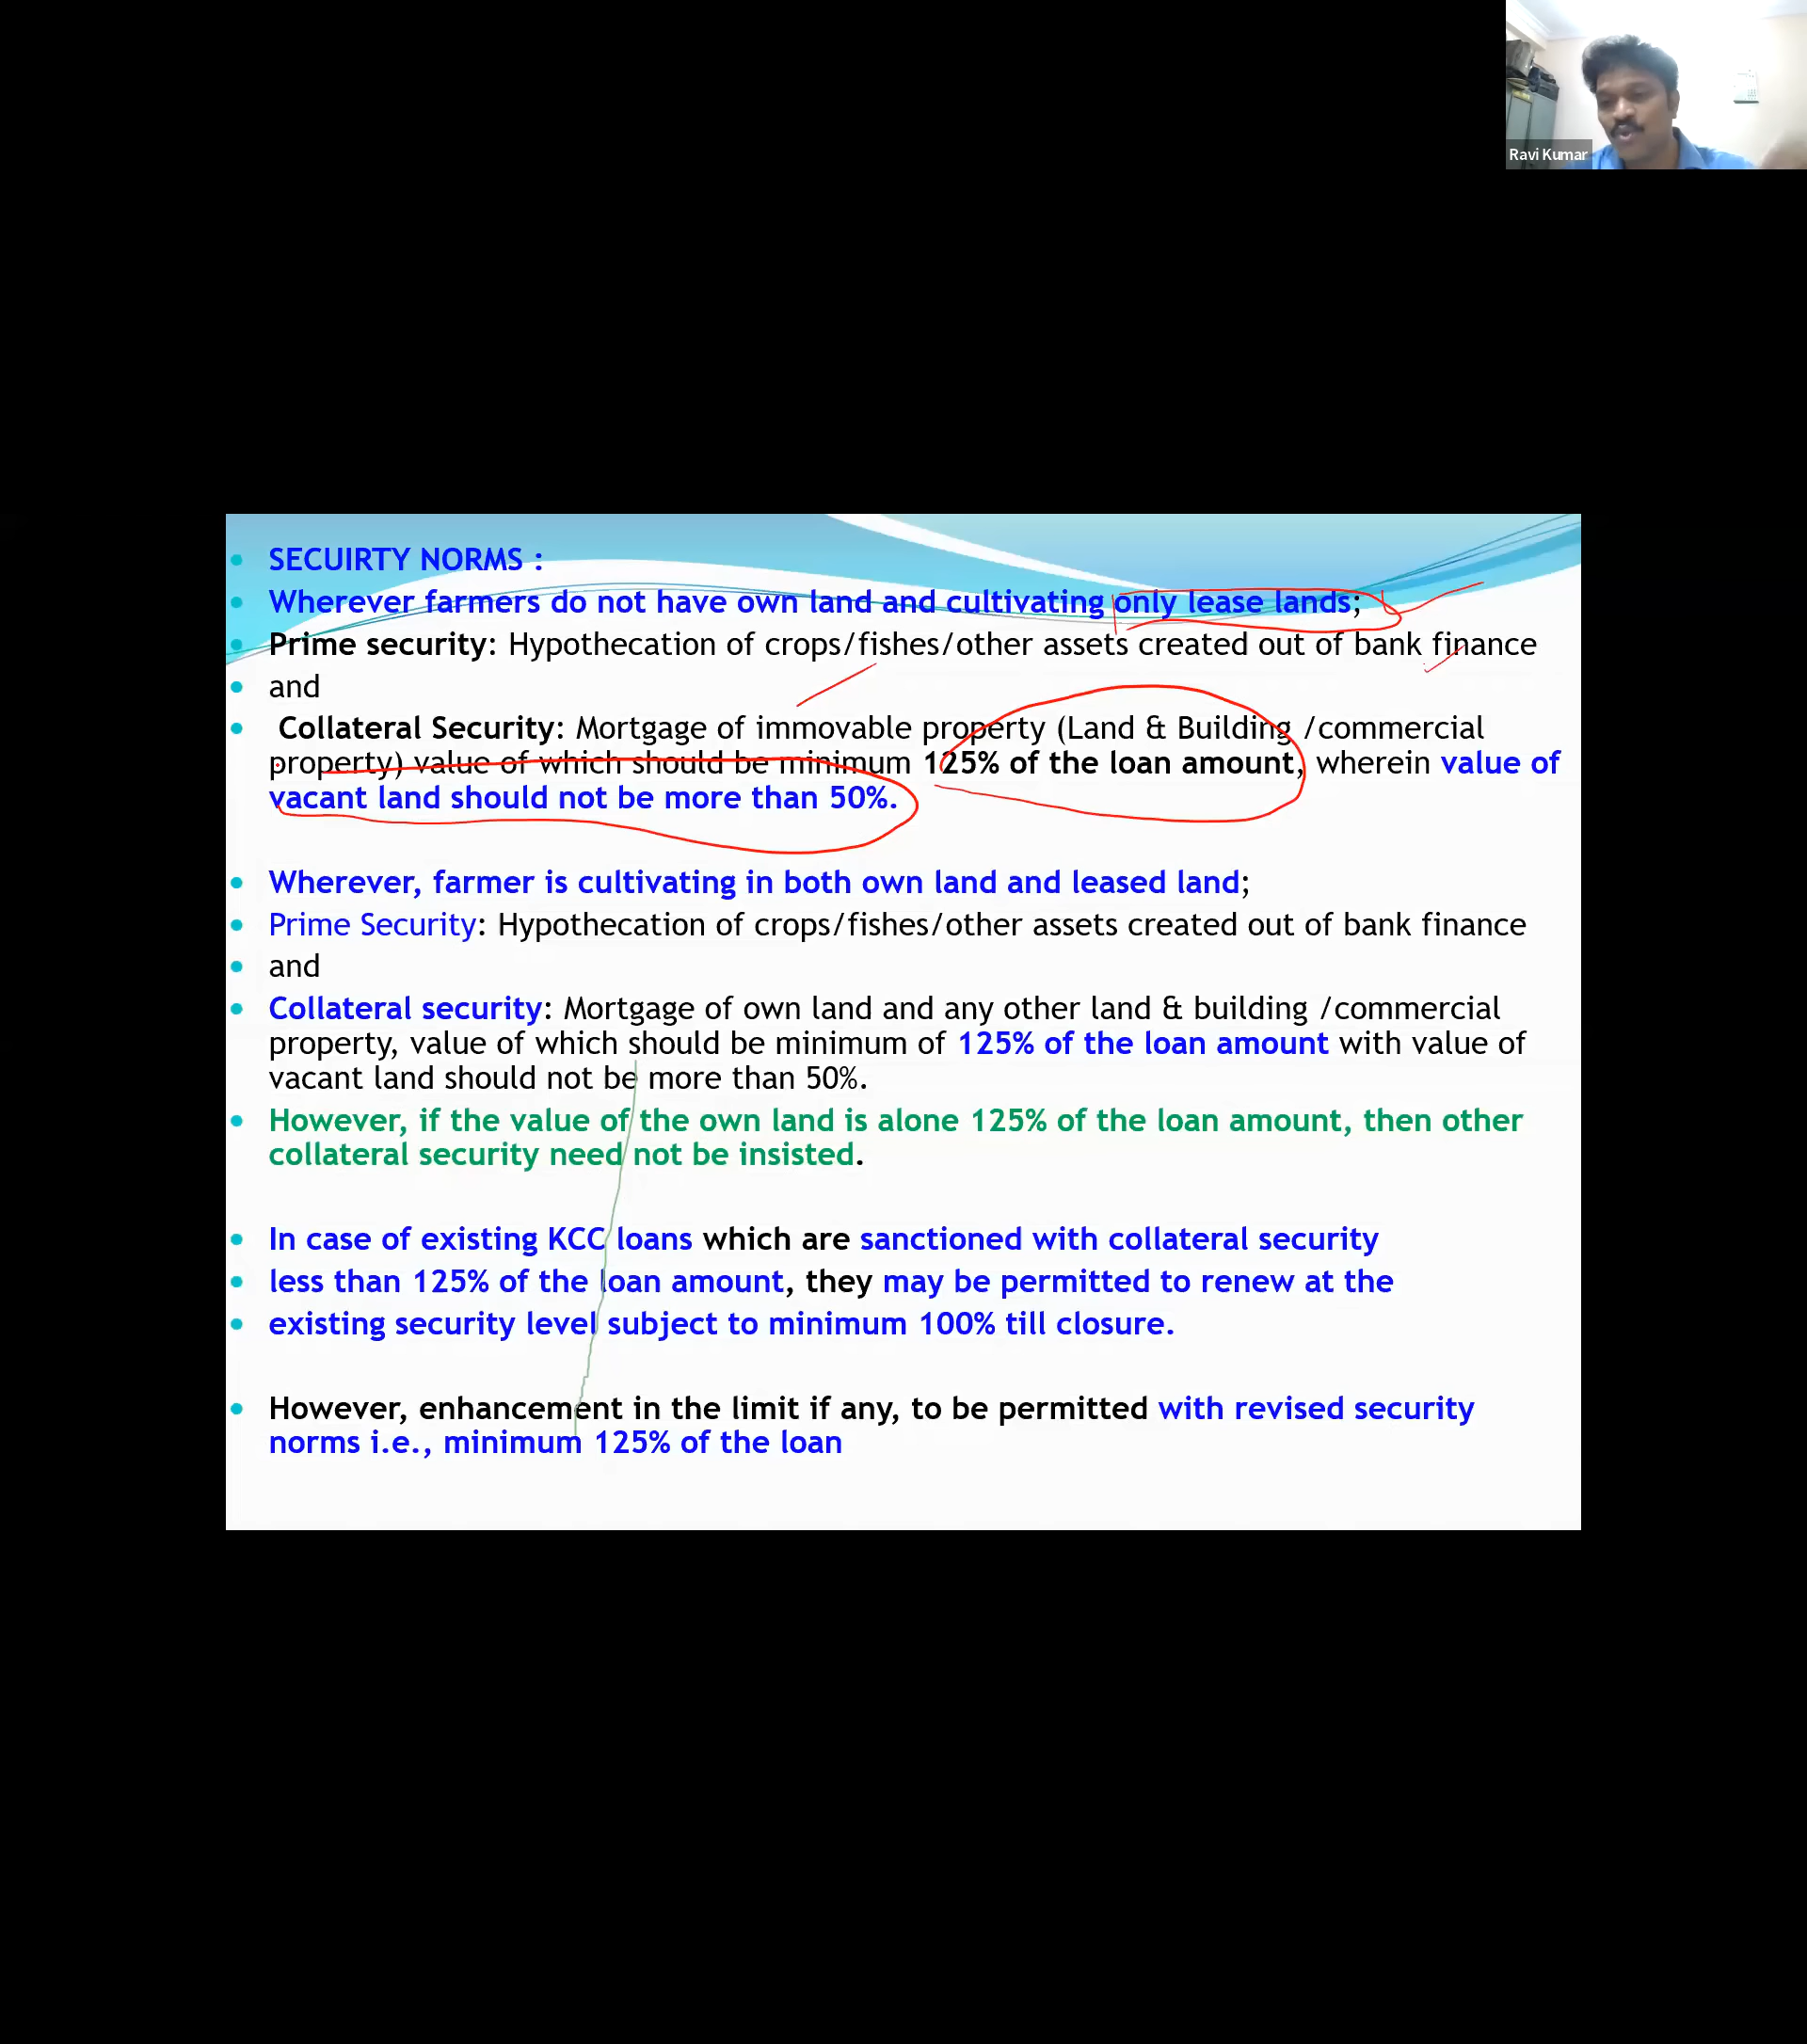 Ravi Kumar
SECUIRTY NORMS :
Wherever farmers do not have own land and cultivating only lease lands;
Prime security: Hypothecation of crops/fishes/other assets created out of bank finance
and
Collateral Security: Mortgage of immovable property (Land & Building /commercial
property) value of which should be minimum 125% of the loan amount, wherein value of
vacant land should not be more than 50%.
Wherever, farmer is cultivating in both own land and leased land;
Prime Security: Hypothecation of crops/fishes/other assets created out of bank finance
and
Collateral security: Mortgage of own land and any other land & building /commercial
property, value of which should be minimum of 125% of the loan amount with value of
vacant land should not be more than 50%.
However, if the value of the own land is alone 125% of the loan amount, then other
collateral security need not be insisted.
In case of existing KCC loans which are sanctioned with collateral security
less than 125% of the loan amount, they may be permitted to renew at the
existing security level subject to minimum 100% till closure.
However, enhancement in the limit if any, to be permitted with revised security
norms i.e., minimum 125% of the loan